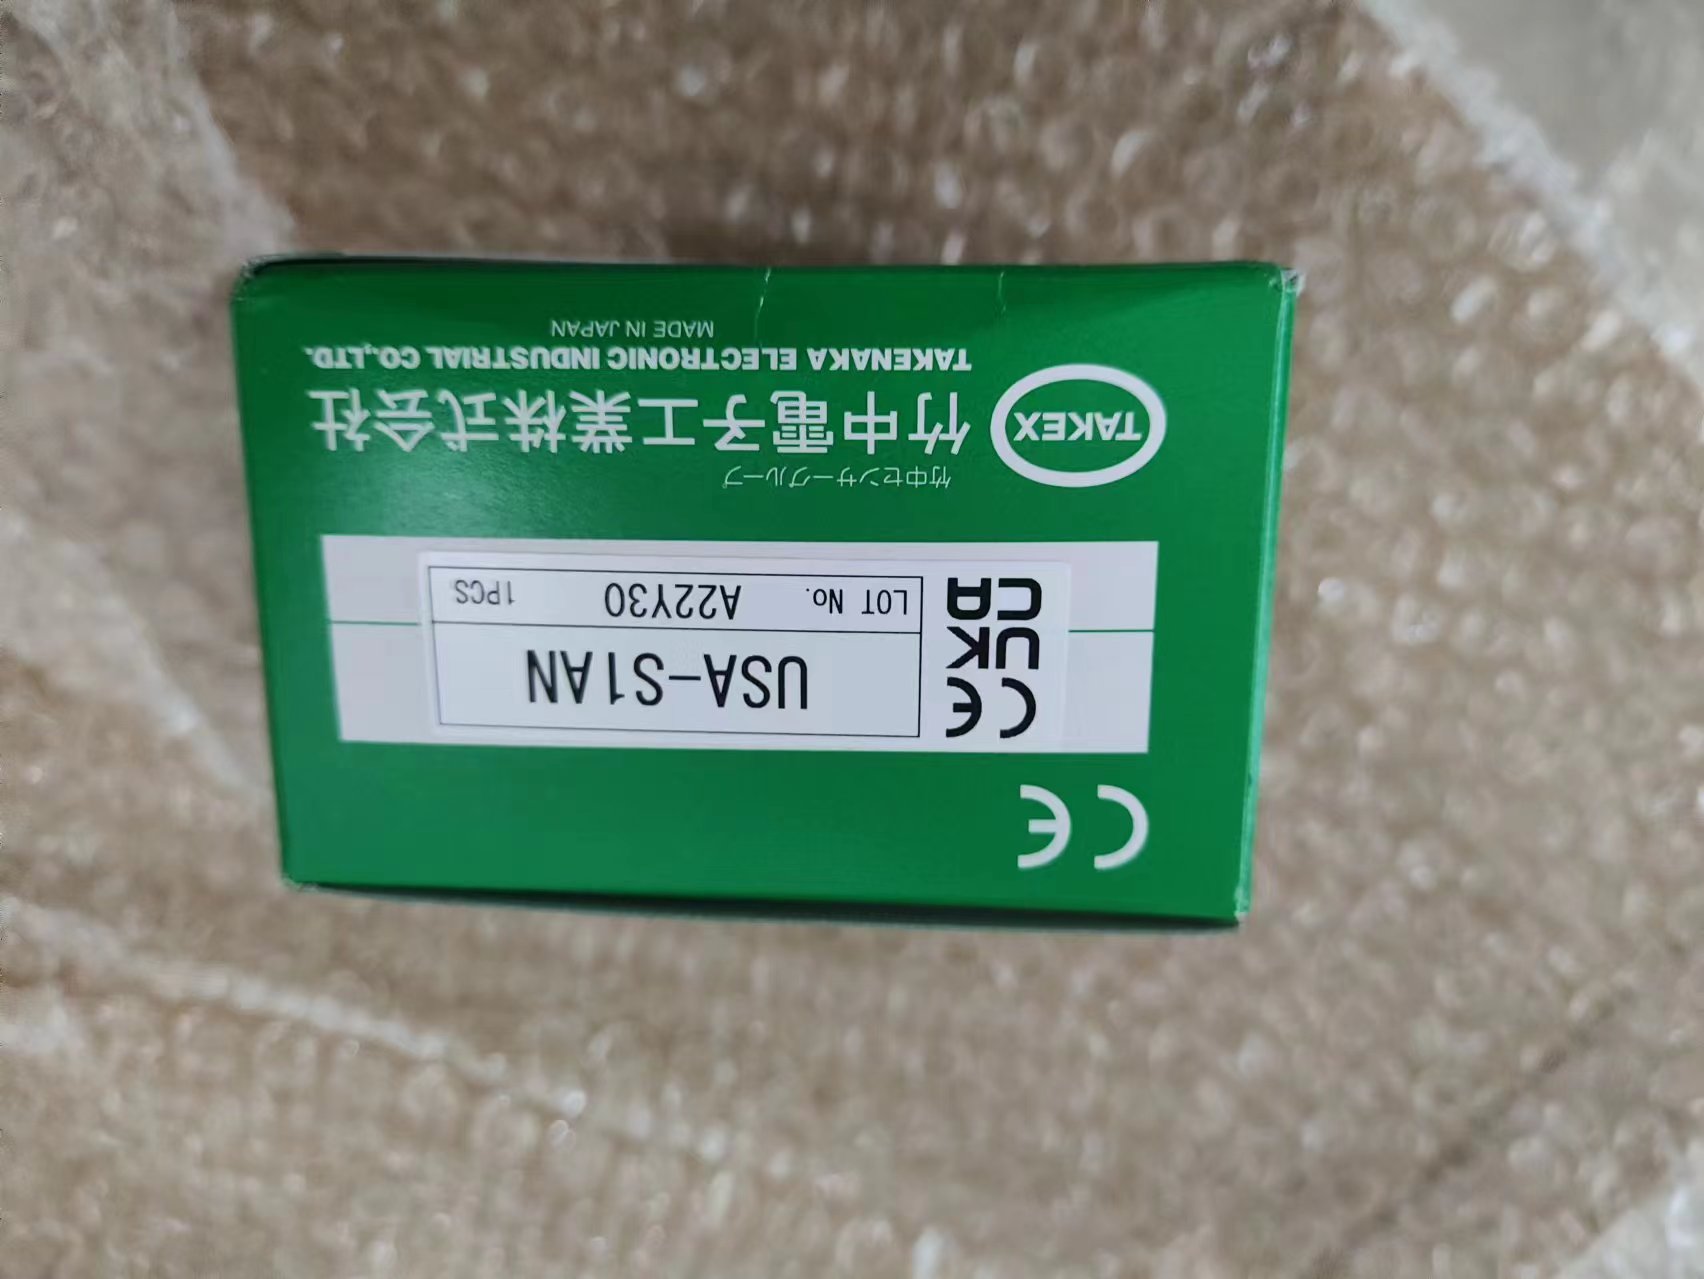 CE
USA-S1AN
LOT No. A22Y30 1PCS
CE
UK
CA
竹中センサーグループ
TAKEX
竹中電子工業株式会社
TAKENAKA ELECTRONIC INDUSTRIAL CO.,LTD.
MADE IN JAPAN